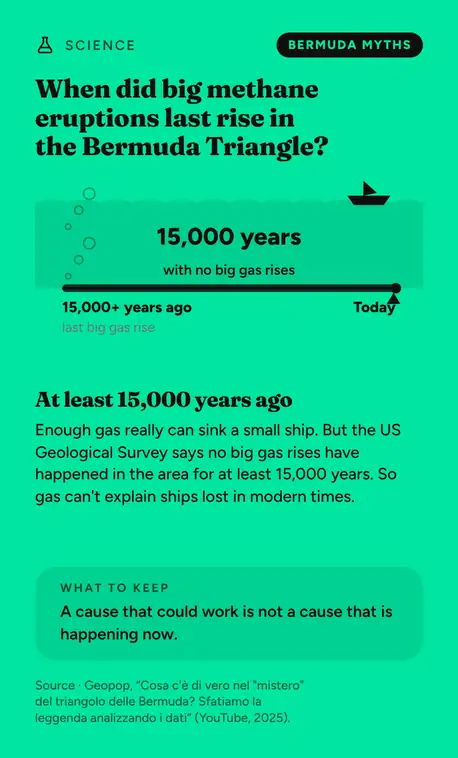 SCIENCE
BERMUDA MYTHS
When did big methane
eruptions last rise in
the Bermuda Triangle?
15,000 years
with no big gas rises
15,000+ years ago
Today
last big gas rise
At least 15,000 years ago
Enough gas really can sink a small ship. But the US
Geological Survey says no big gas rises have
happened in the area for at least 15,000 years. So
gas can't explain ships lost in modern times.
WHAT TO KEEP
A cause that could work is not a cause that is
happening now.
Source · Geopop, “Cosa c'è di vero nel "mistero"
del triangolo delle Bermuda? Sfatiamo la
leggenda analizzando i dati” (YouTube, 2025).